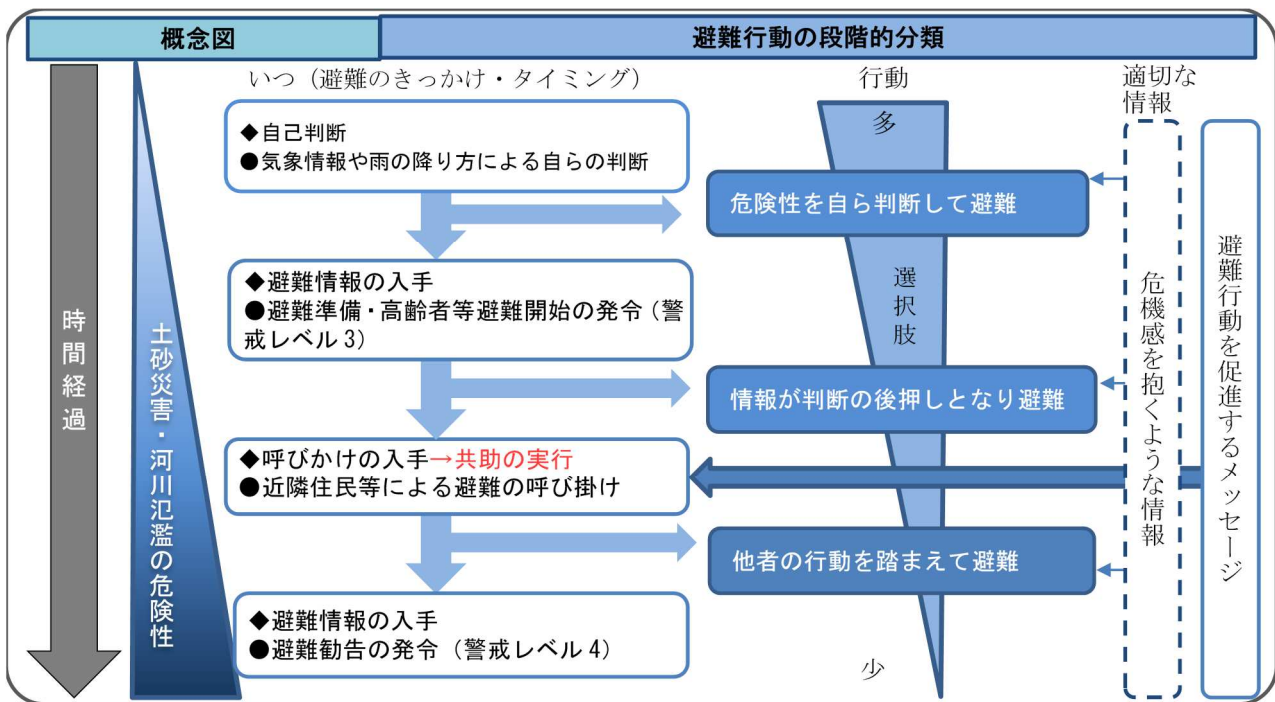 概念図
避難行動の段階的分類
いつ（避難のきっかけ・タイミング）
行動
適切な
情報
時間経過
土砂災害・河川氾濫の危険性
◆自己判断
●気象情報や雨の降り方による自らの判断
多
危険性を自ら判断して避難
◆避難情報の入手
●避難準備・高齢者等避難開始の発令（警
戒レベル3）
選択肢
情報が判断の後押しとなり避難
◆呼びかけの入手→共助の実行
●近隣住民等による避難の呼び掛け
他者の行動を踏まえて避難
◆避難情報の入手
●避難勧告の発令（警戒レベル4）
少
危機感を抱くような情報
避難行動を促進するメッセージ